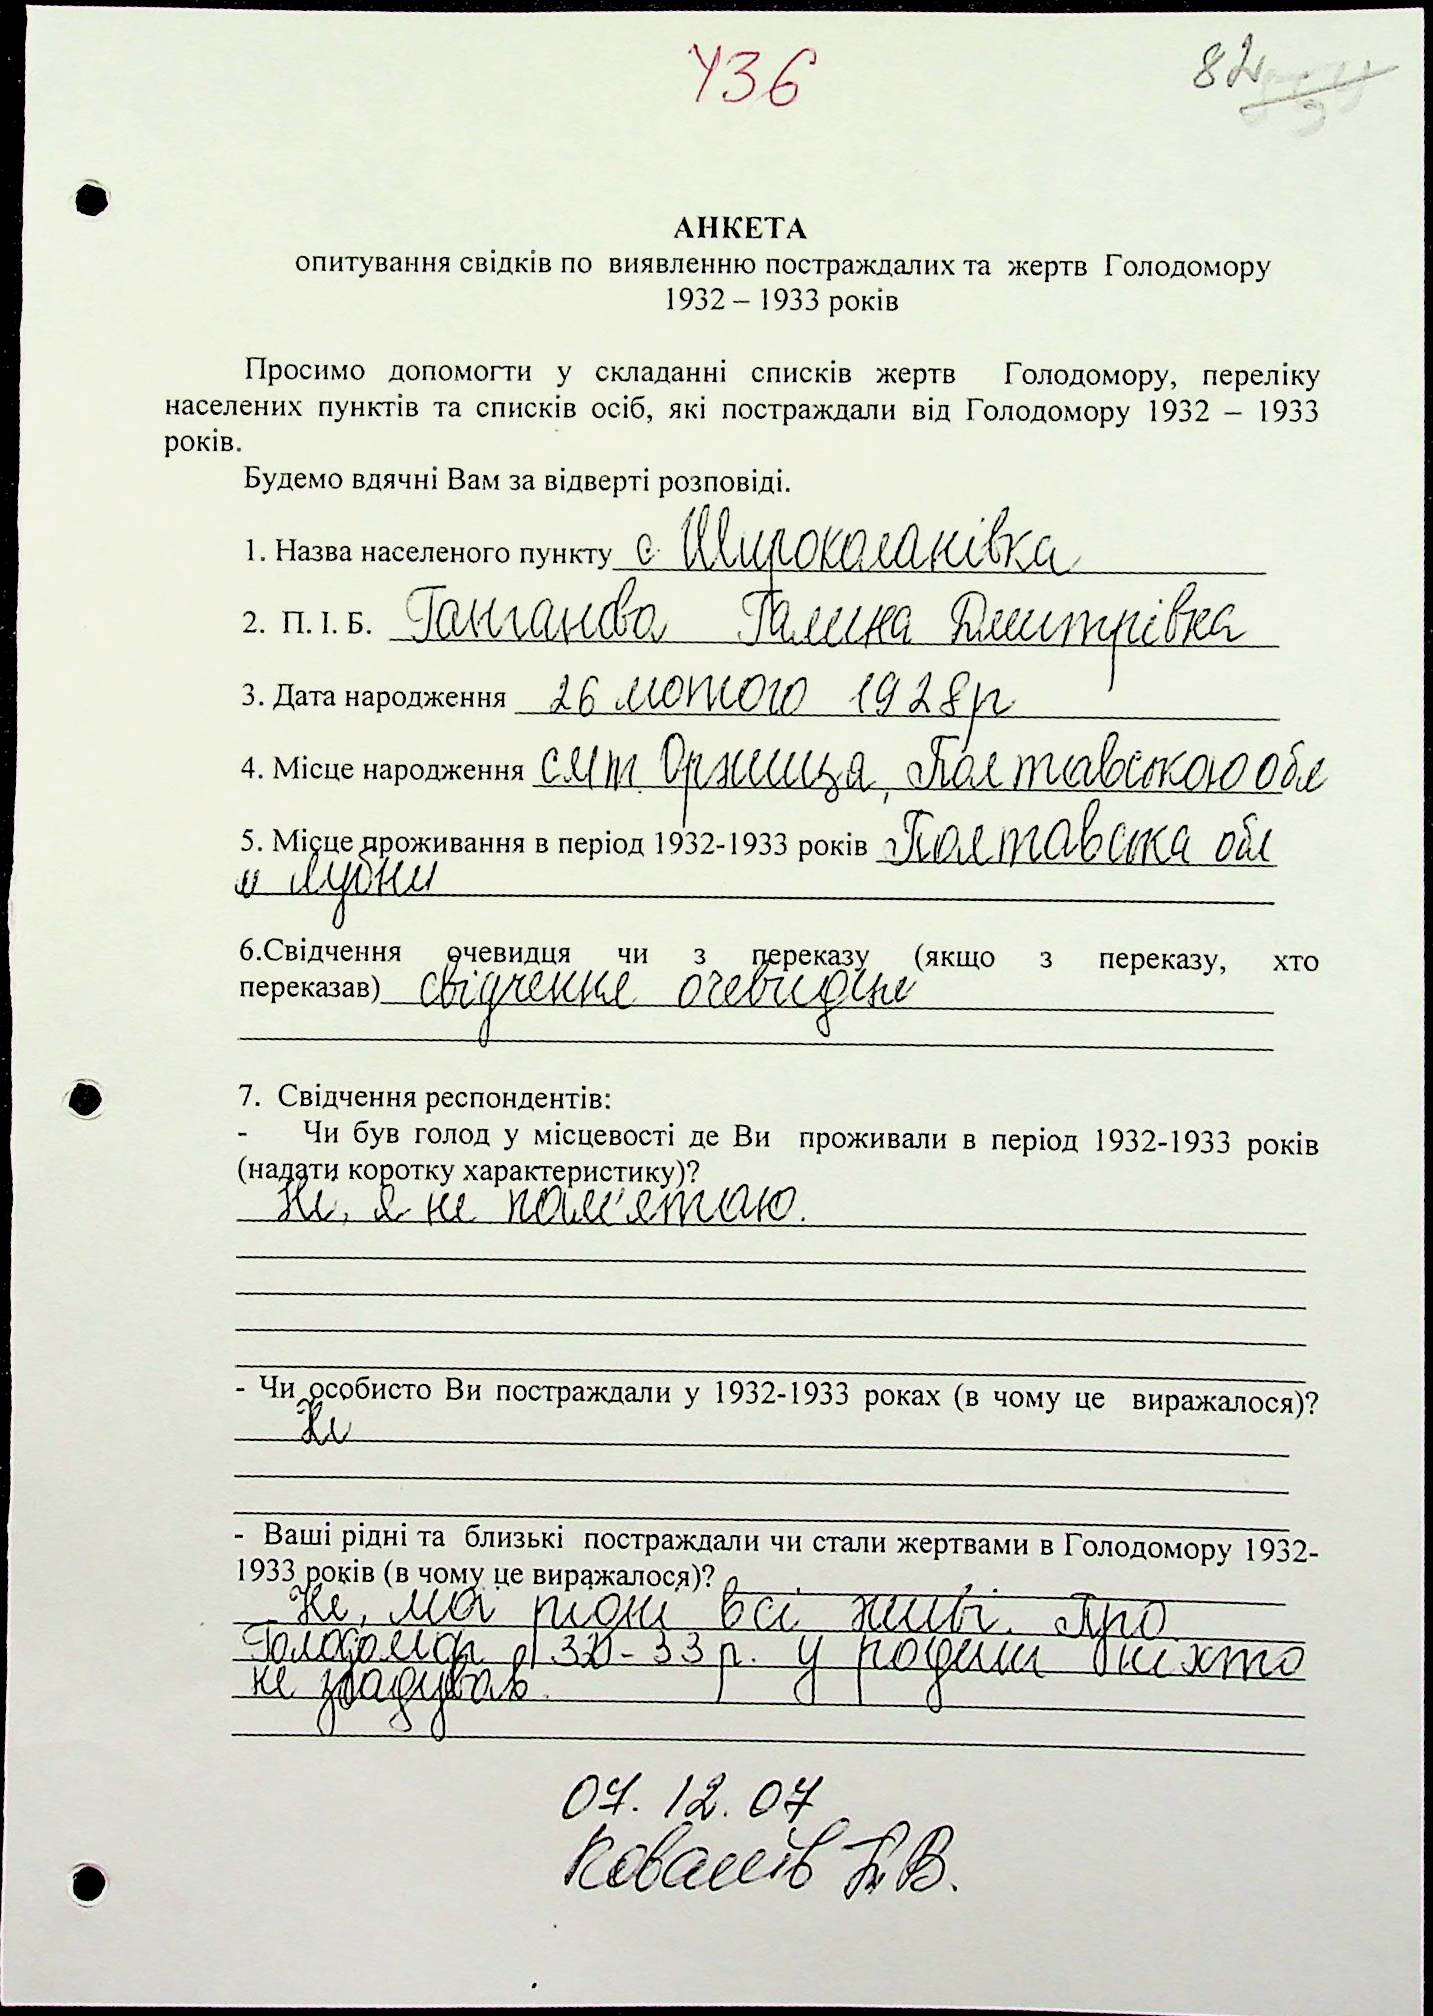 436
82
АНКЕТА
опитування свідків по виявленню постраждалих та жертв Голодомору
1932 – 1933 років
Просимо допомогти у складанні списків жертв Голодомору, переліку
населених пунктів та списків осіб, які постраждали від Голодомору 1932 – 1933
років.
Будемо вдячні Вам за відверті розповіді.
1. Назва населеного пункту с. Широколанівка
2. П. І. Б. Ганганова Галина Дмитрівка
3. Дата народження 26 лютого 1928р
4. Місце народження смт Оржиця, Полтавською обл
5. Місце проживання в період 1932-1933 років Полтавська обл
м Лубни
6.Свідчення очевидця чи з переказу (якщо з переказу, хто
переказав) свідчення
7. Свідчення респондентів:
- Чи був голод у місцевості де Ви проживали в період 1932-1933 років
(надати коротку характеристику)?
Ні, я не пам'ятаю.
- Чи особисто Ви постраждали у 1932-1933 роках (в чому це виражалося)?
Ні
- Ваші рідні та близькі постраждали чи стали жертвами в Голодомору 1932-
1933 років (в чому це виражалося)?
Ні, мої рідні всі живі. Про
Голодомор 32-33 р. у родині ніхто
не згадував.
07.12.07